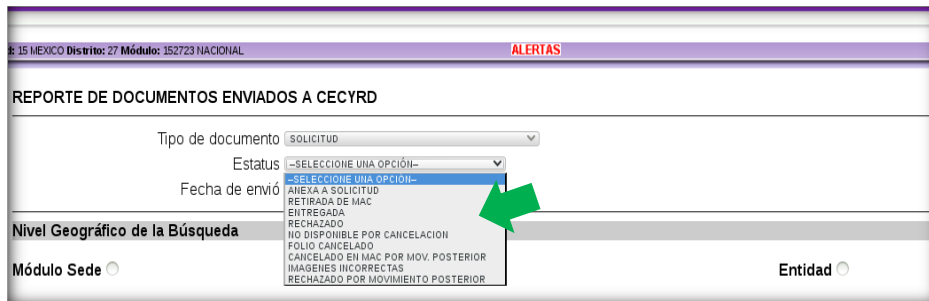 : 15 MEXICO Distrito: 27 Módulo: 152723 NACIONAL ALERTAS
REPORTE DE DOCUMENTOS ENVIADOS A CECYRD
Tipo de documento SOLICITUD
Estatus --SELECCIONE UNA OPCIÓN--
Fecha de envió
--SELECCIONE UNA OPCIÓN--
ANEXA A SOLICITUD
RETIRADA DE MAC
ENTREGADA
RECHAZADO
NO DISPONIBLE POR CANCELACION
FOLIO CANCELADO
CANCELADO EN MAC POR MOV. POSTERIOR
IMAGENES INCORRECTAS
RECHAZADO POR MOVIMIENTO POSTERIOR
Nivel Geográfico de la Búsqueda
Módulo Sede Entidad